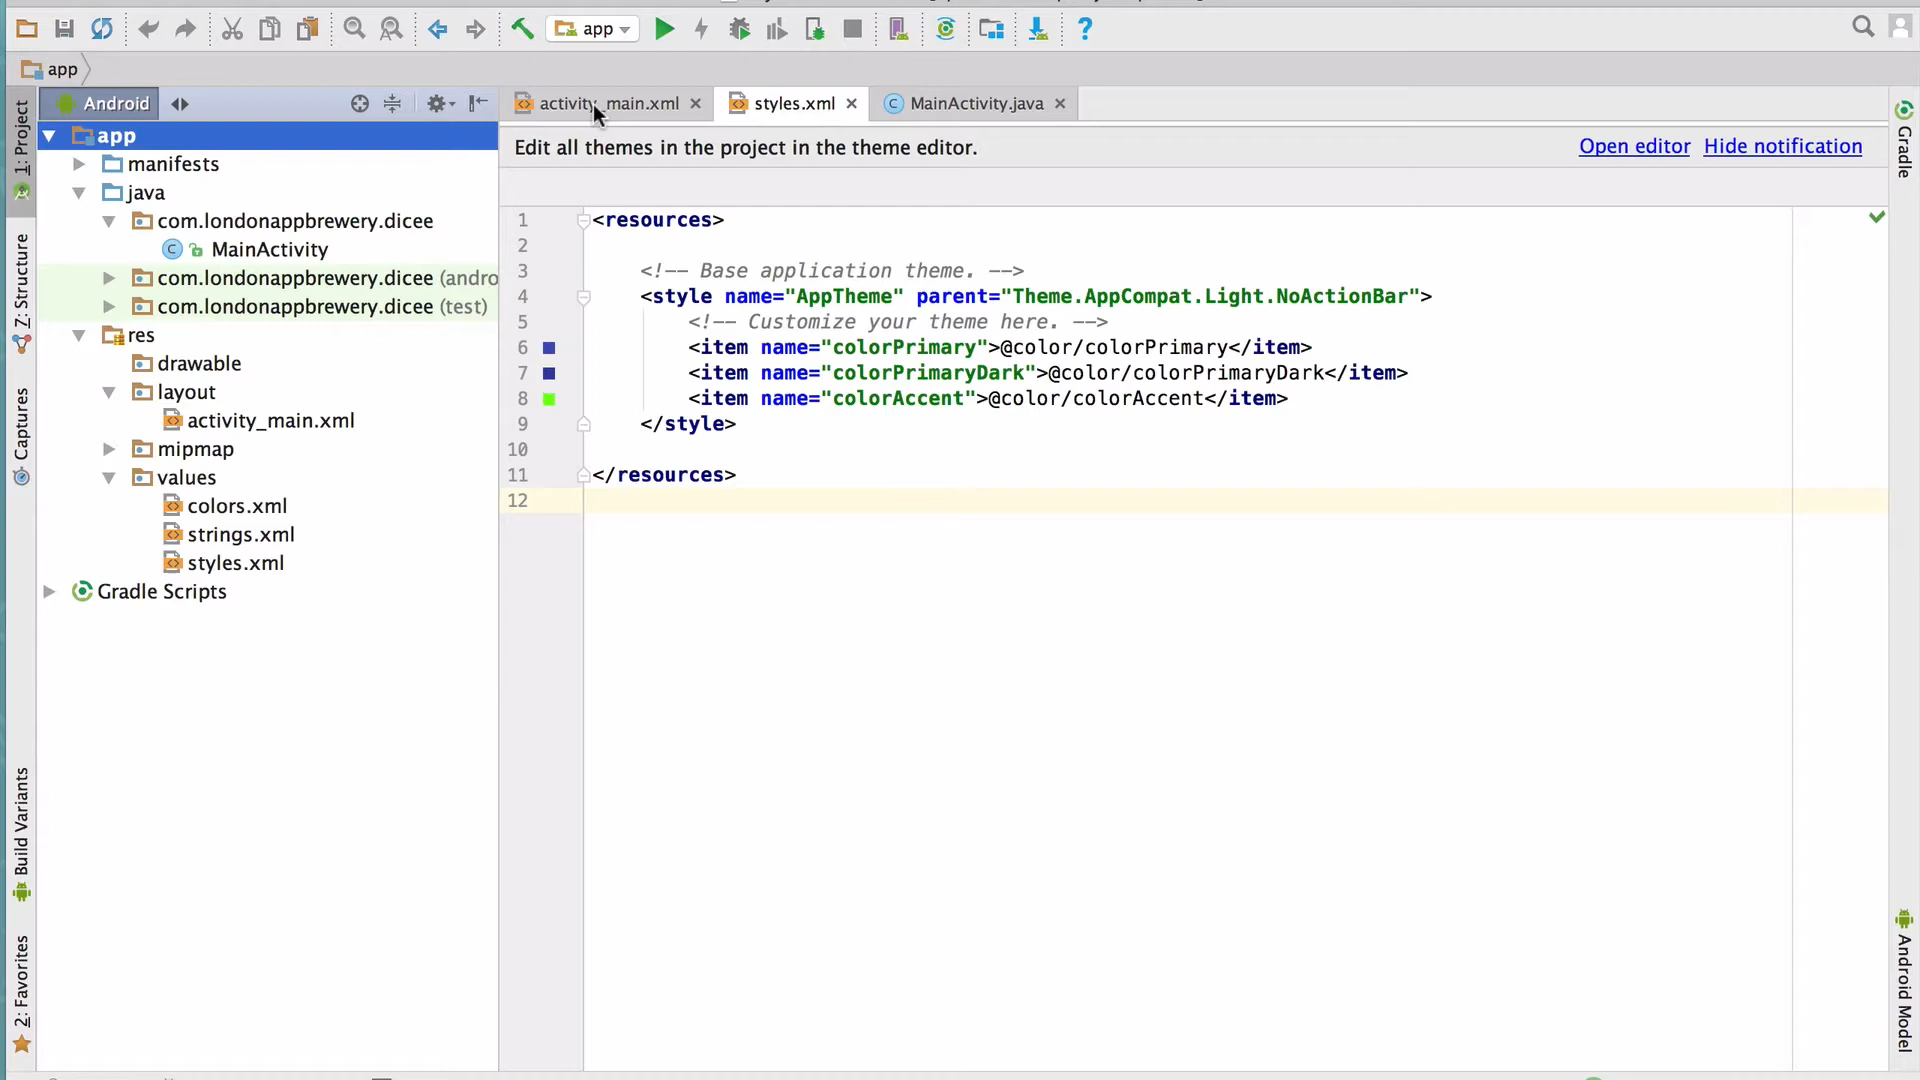 app
app
Android
activity_main.xml
styles.xml
MainActivity.java
Edit all themes in the project in the theme editor.
Open editor
Hide notification
1: Project
Z: Structure
Captures
Build Variants
2: Favorites
app
manifests
java
com.londonappbrewery.dicee
MainActivity
com.londonappbrewery.dicee (andro
com.londonappbrewery.dicee (test)
res
drawable
layout
activity_main.xml
mipmap
values
colors.xml
strings.xml
styles.xml
Gradle Scripts
1 <resources>
2
3 <!-- Base application theme. -->
4 <style name="AppTheme" parent="Theme.AppCompat.Light.NoActionBar">
5 <!-- Customize your theme here. -->
6 <item name="colorPrimary">@color/colorPrimary</item>
7 <item name="colorPrimaryDark">@color/colorPrimaryDark</item>
8 <item name="colorAccent">@color/colorAccent</item>
9 </style>
10
11 </resources>
12
Gradle
Android Model